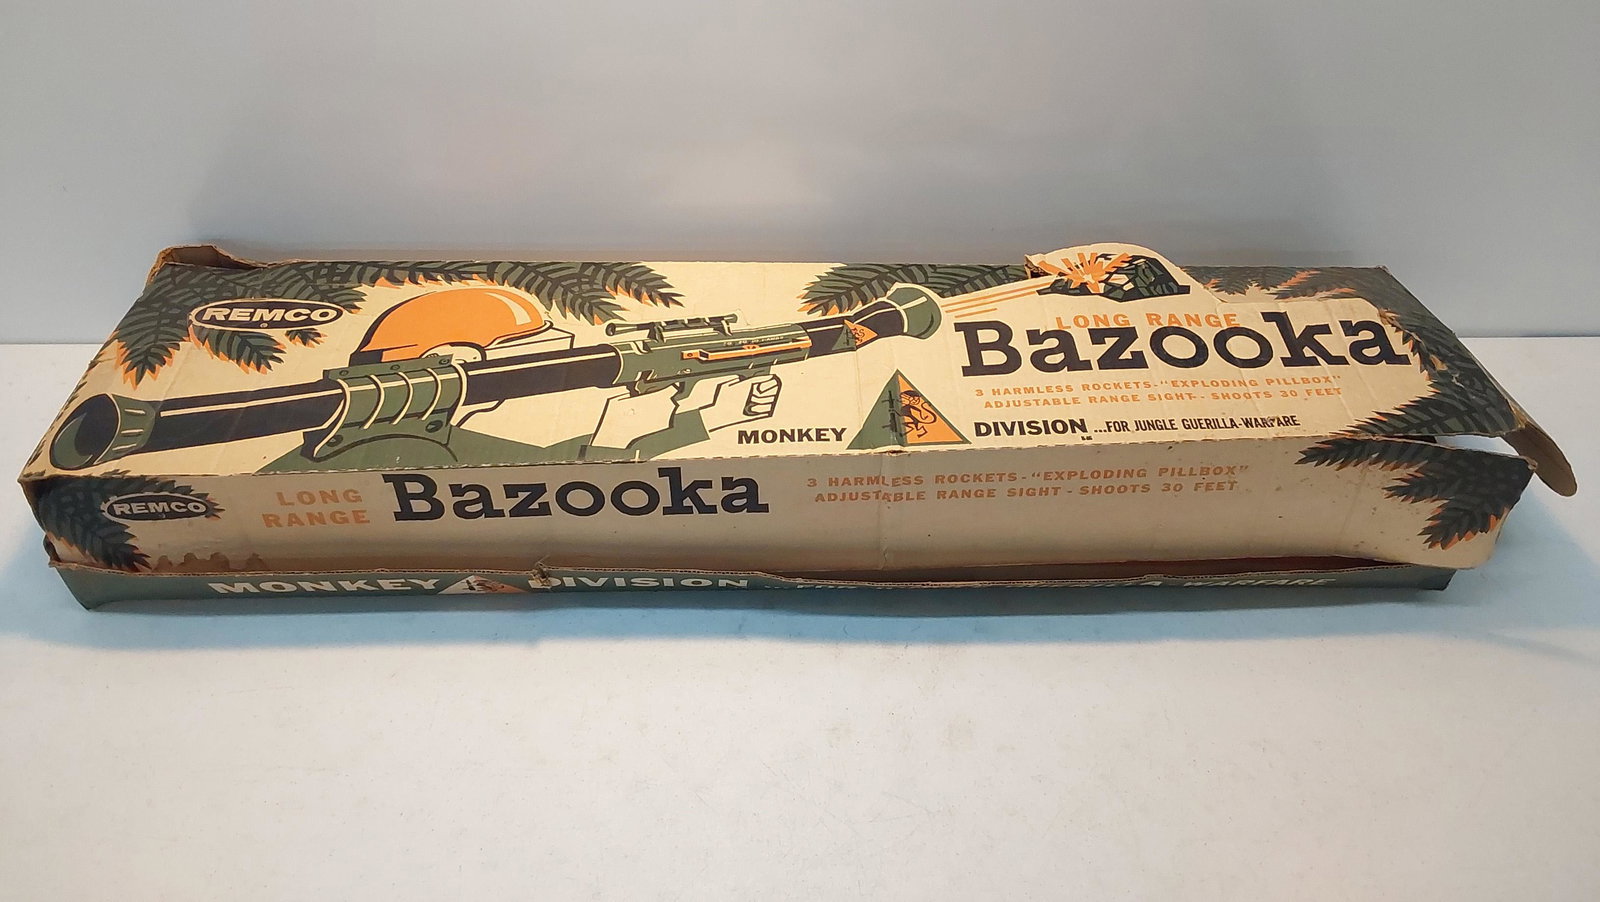 REMCO
LONG RANGE
Bazooka
3 HARMLESS ROCKETS - "EXPLODING PILLBOX"
ADJUSTABLE RANGE SIGHT - SHOOTS 30 FEET
MONKEY DIVISION ...FOR JUNGLE GUERILLA-WARFARE
REMCO
LONG
RANGE
Bazooka
3 HARMLESS ROCKETS - "EXPLODING PILLBOX"
ADJUSTABLE RANGE SIGHT - SHOOTS 30 FEET
MONKEY DIVISION WARFARE